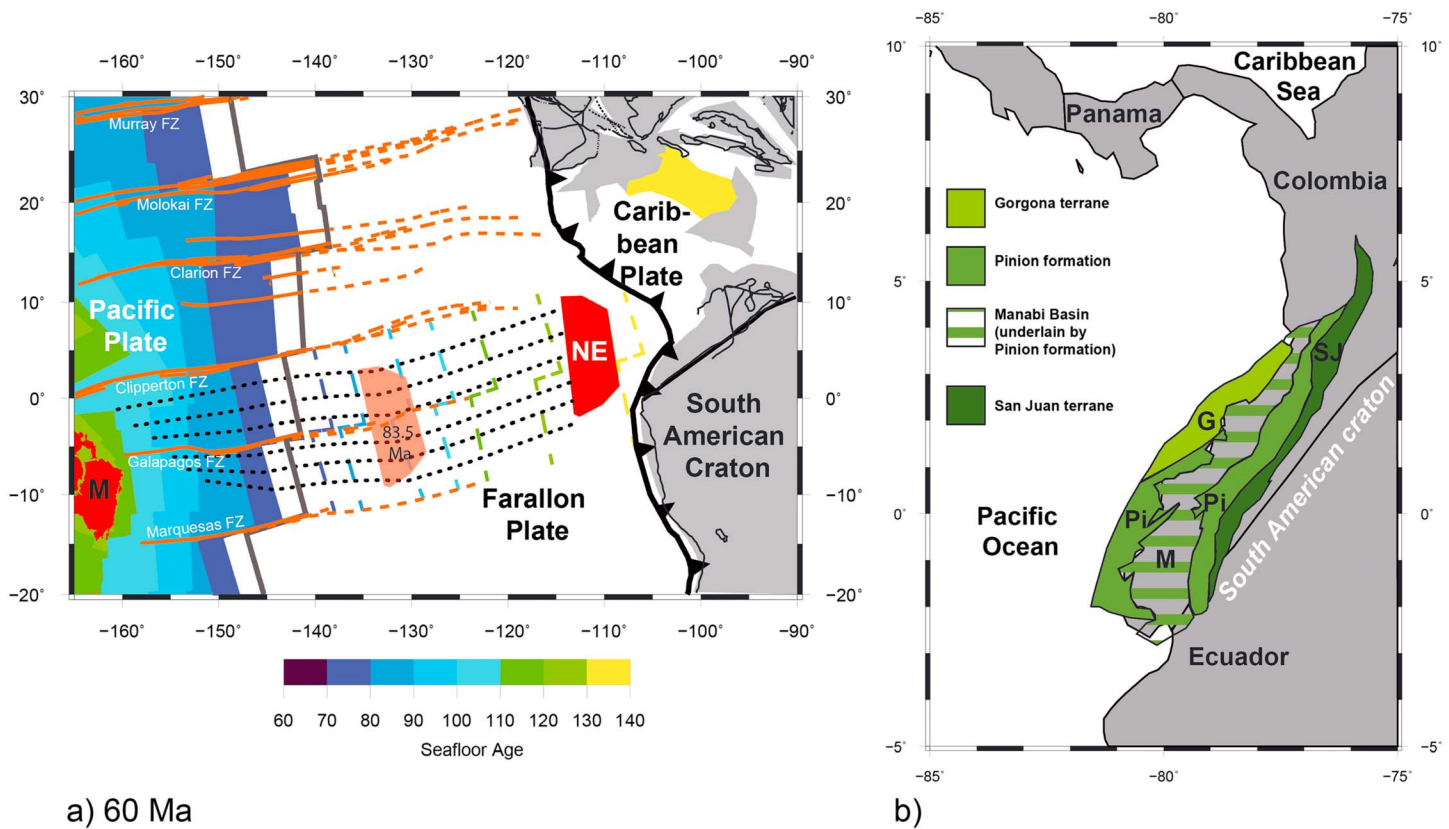 −160° −150° −140° −130° −120° −110° −100° −90°
30°
20°
10°
0°
−10°
−20°
30°
20°
10°
0°
−10°
−20°
Murray FZ
Molokai FZ
Clarion FZ
Pacific
Plate
Clipperton FZ
Galapagos FZ
M
Marquesas FZ
83.5
Ma
NE
Carib-
bean
Plate
South
American
Craton
Farallon
Plate
−160° −150° −140° −130° −120° −110° −100° −90°
60 70 80 90 100 110 120 130 140
Seafloor Age
a) 60 Ma
−85° −80° −75°
10°
5°
0°
−5°
10°
5°
0°
−5°
Caribbean
Sea
Panama
Colombia
Gorgona terrane
Pinion formation
Manabi Basin
(underlain by
Pinion formation)
San Juan terrane
SJ
G
Pi
Pi
M
South American craton
Pacific
Ocean
Ecuador
−85° −80° −75°
b)